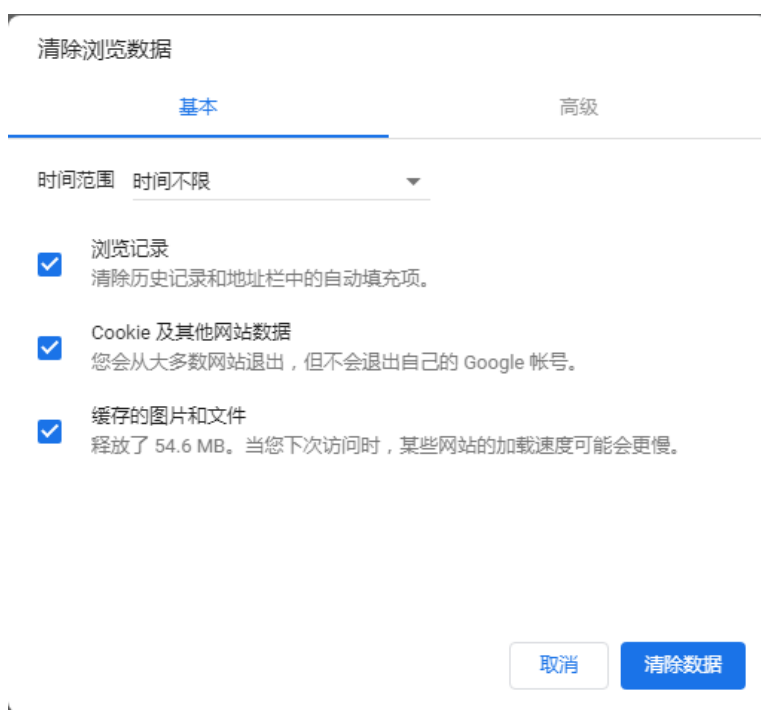 清除浏览数据
基本 高级
时间范围 时间不限
浏览记录
清除历史记录和地址栏中的自动填充项。
Cookie 及其他网站数据
您会从大多数网站退出，但不会退出自己的 Google 帐号。
缓存的图片和文件
释放了 54.6 MB。当您下次访问时，某些网站的加载速度可能会更慢。
取消 清除数据